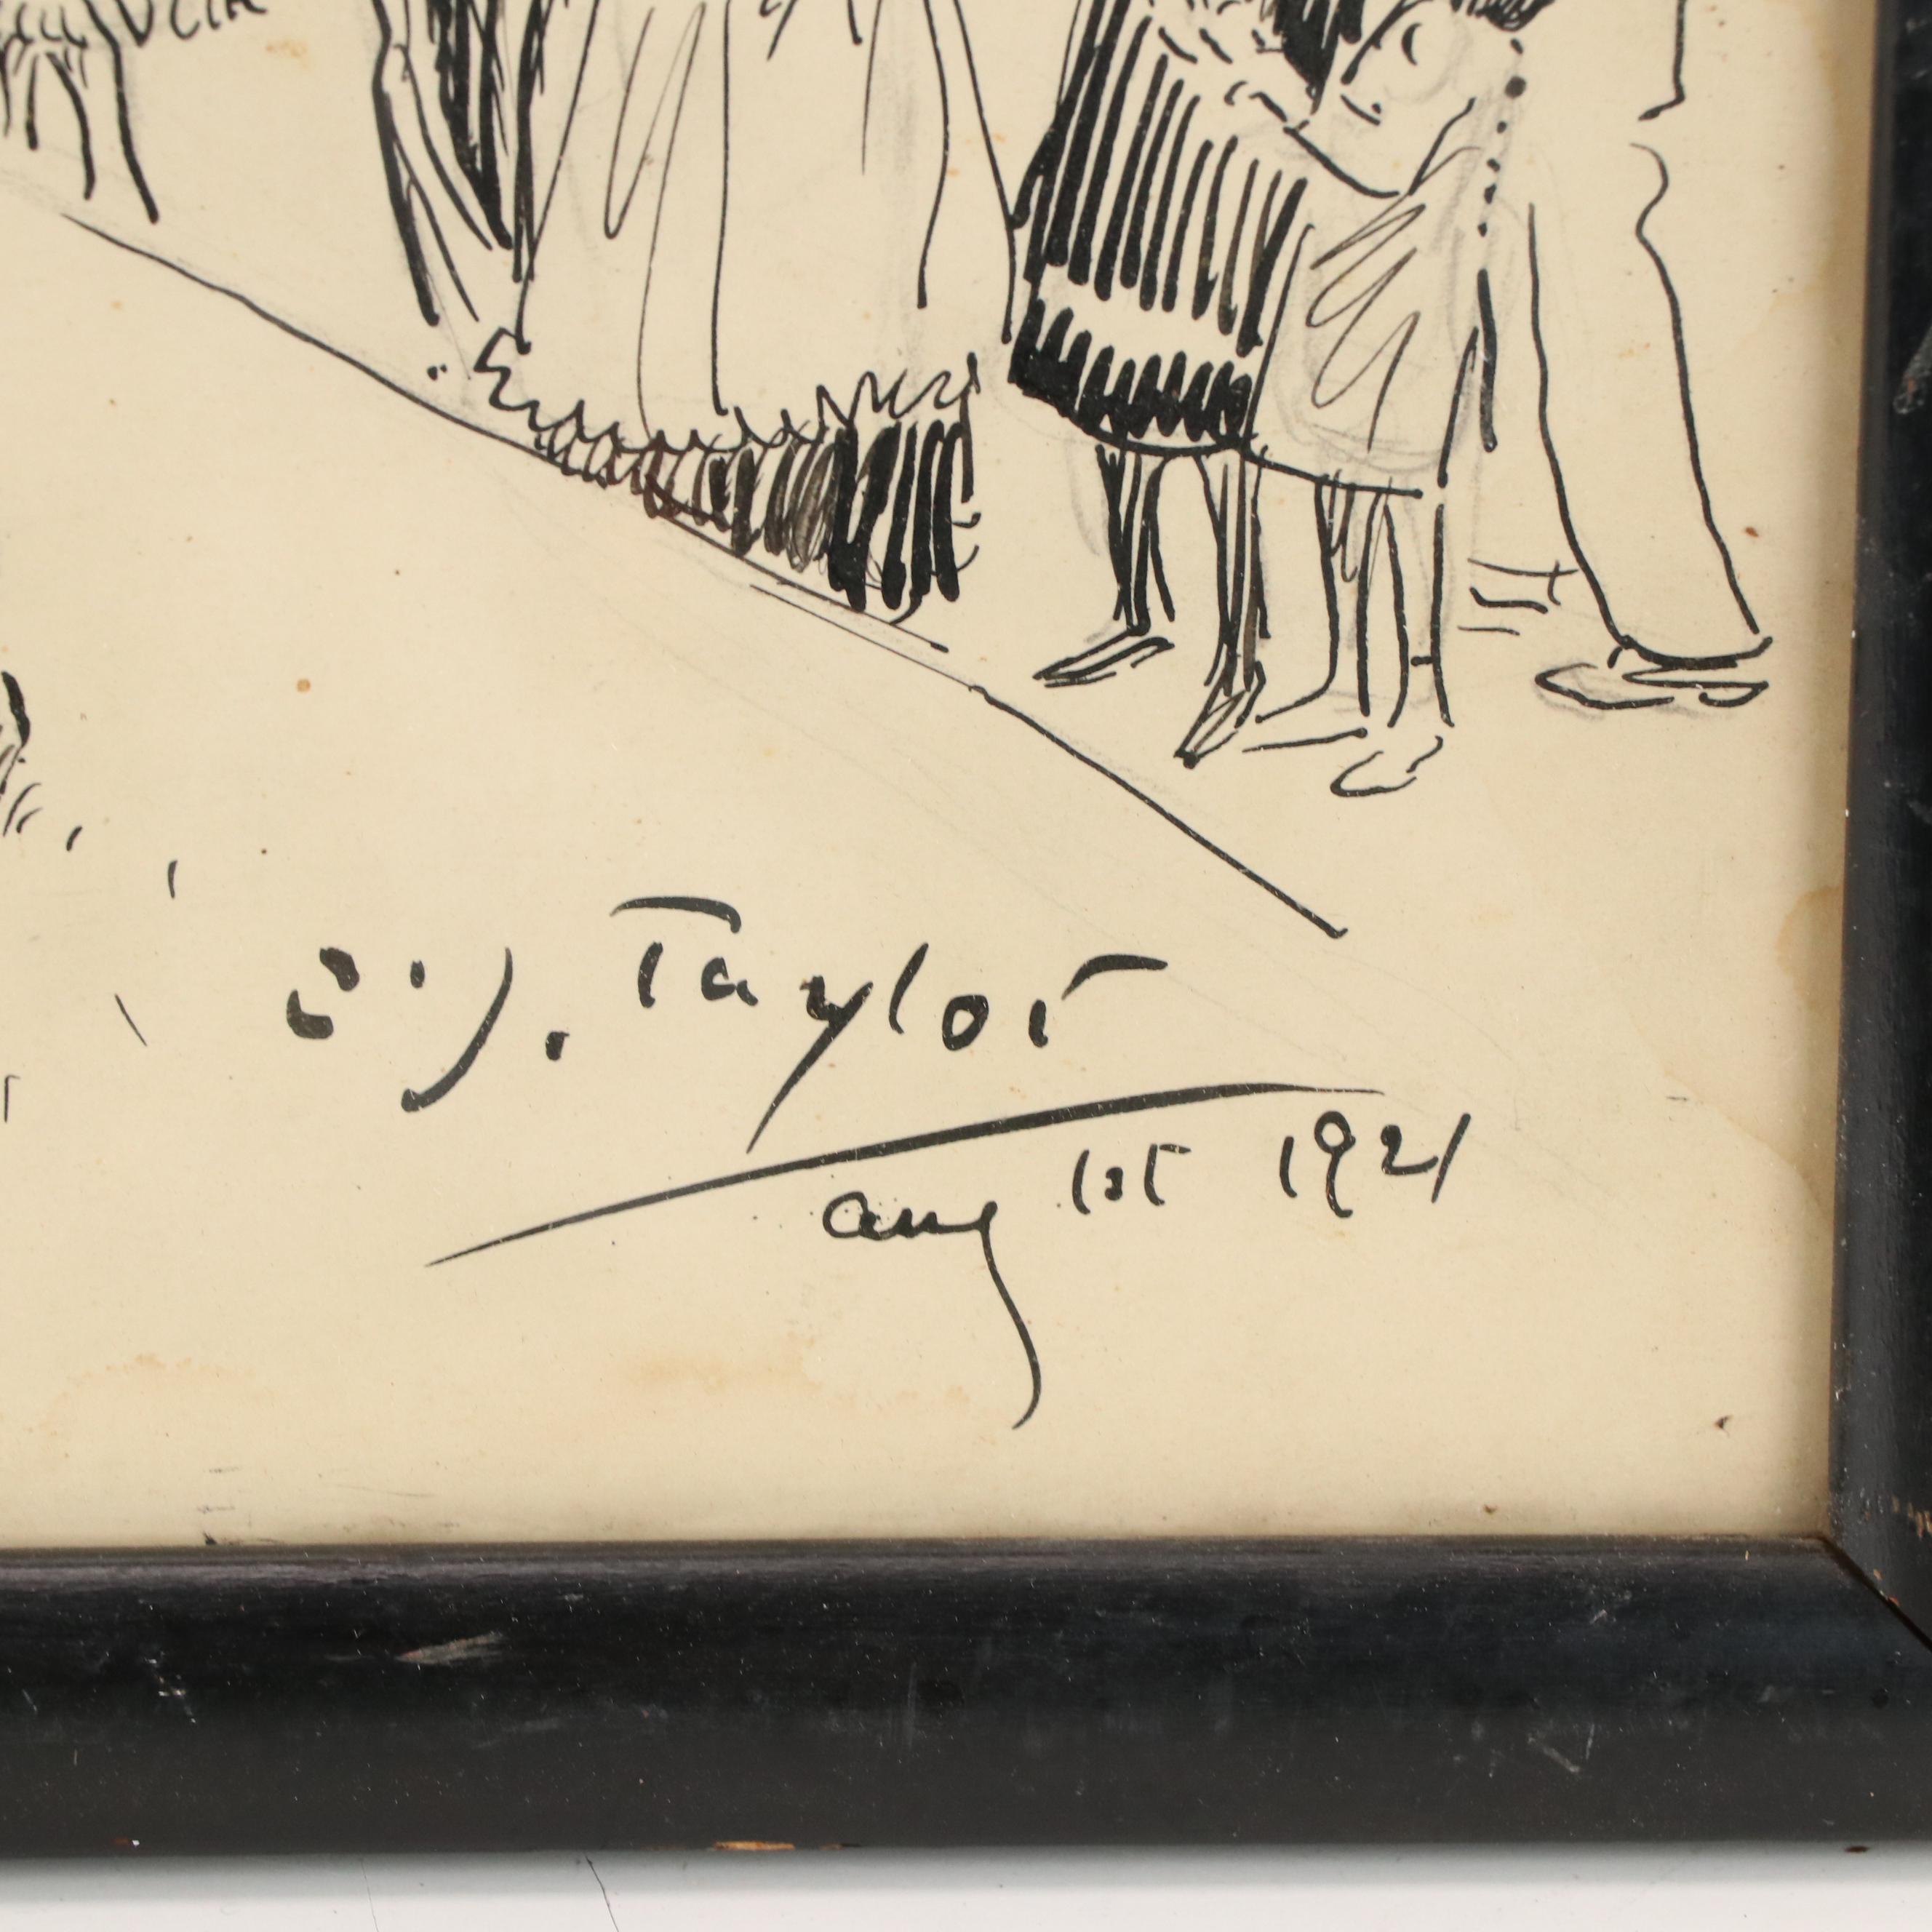 C. J. Taylor
aug 1st 1921